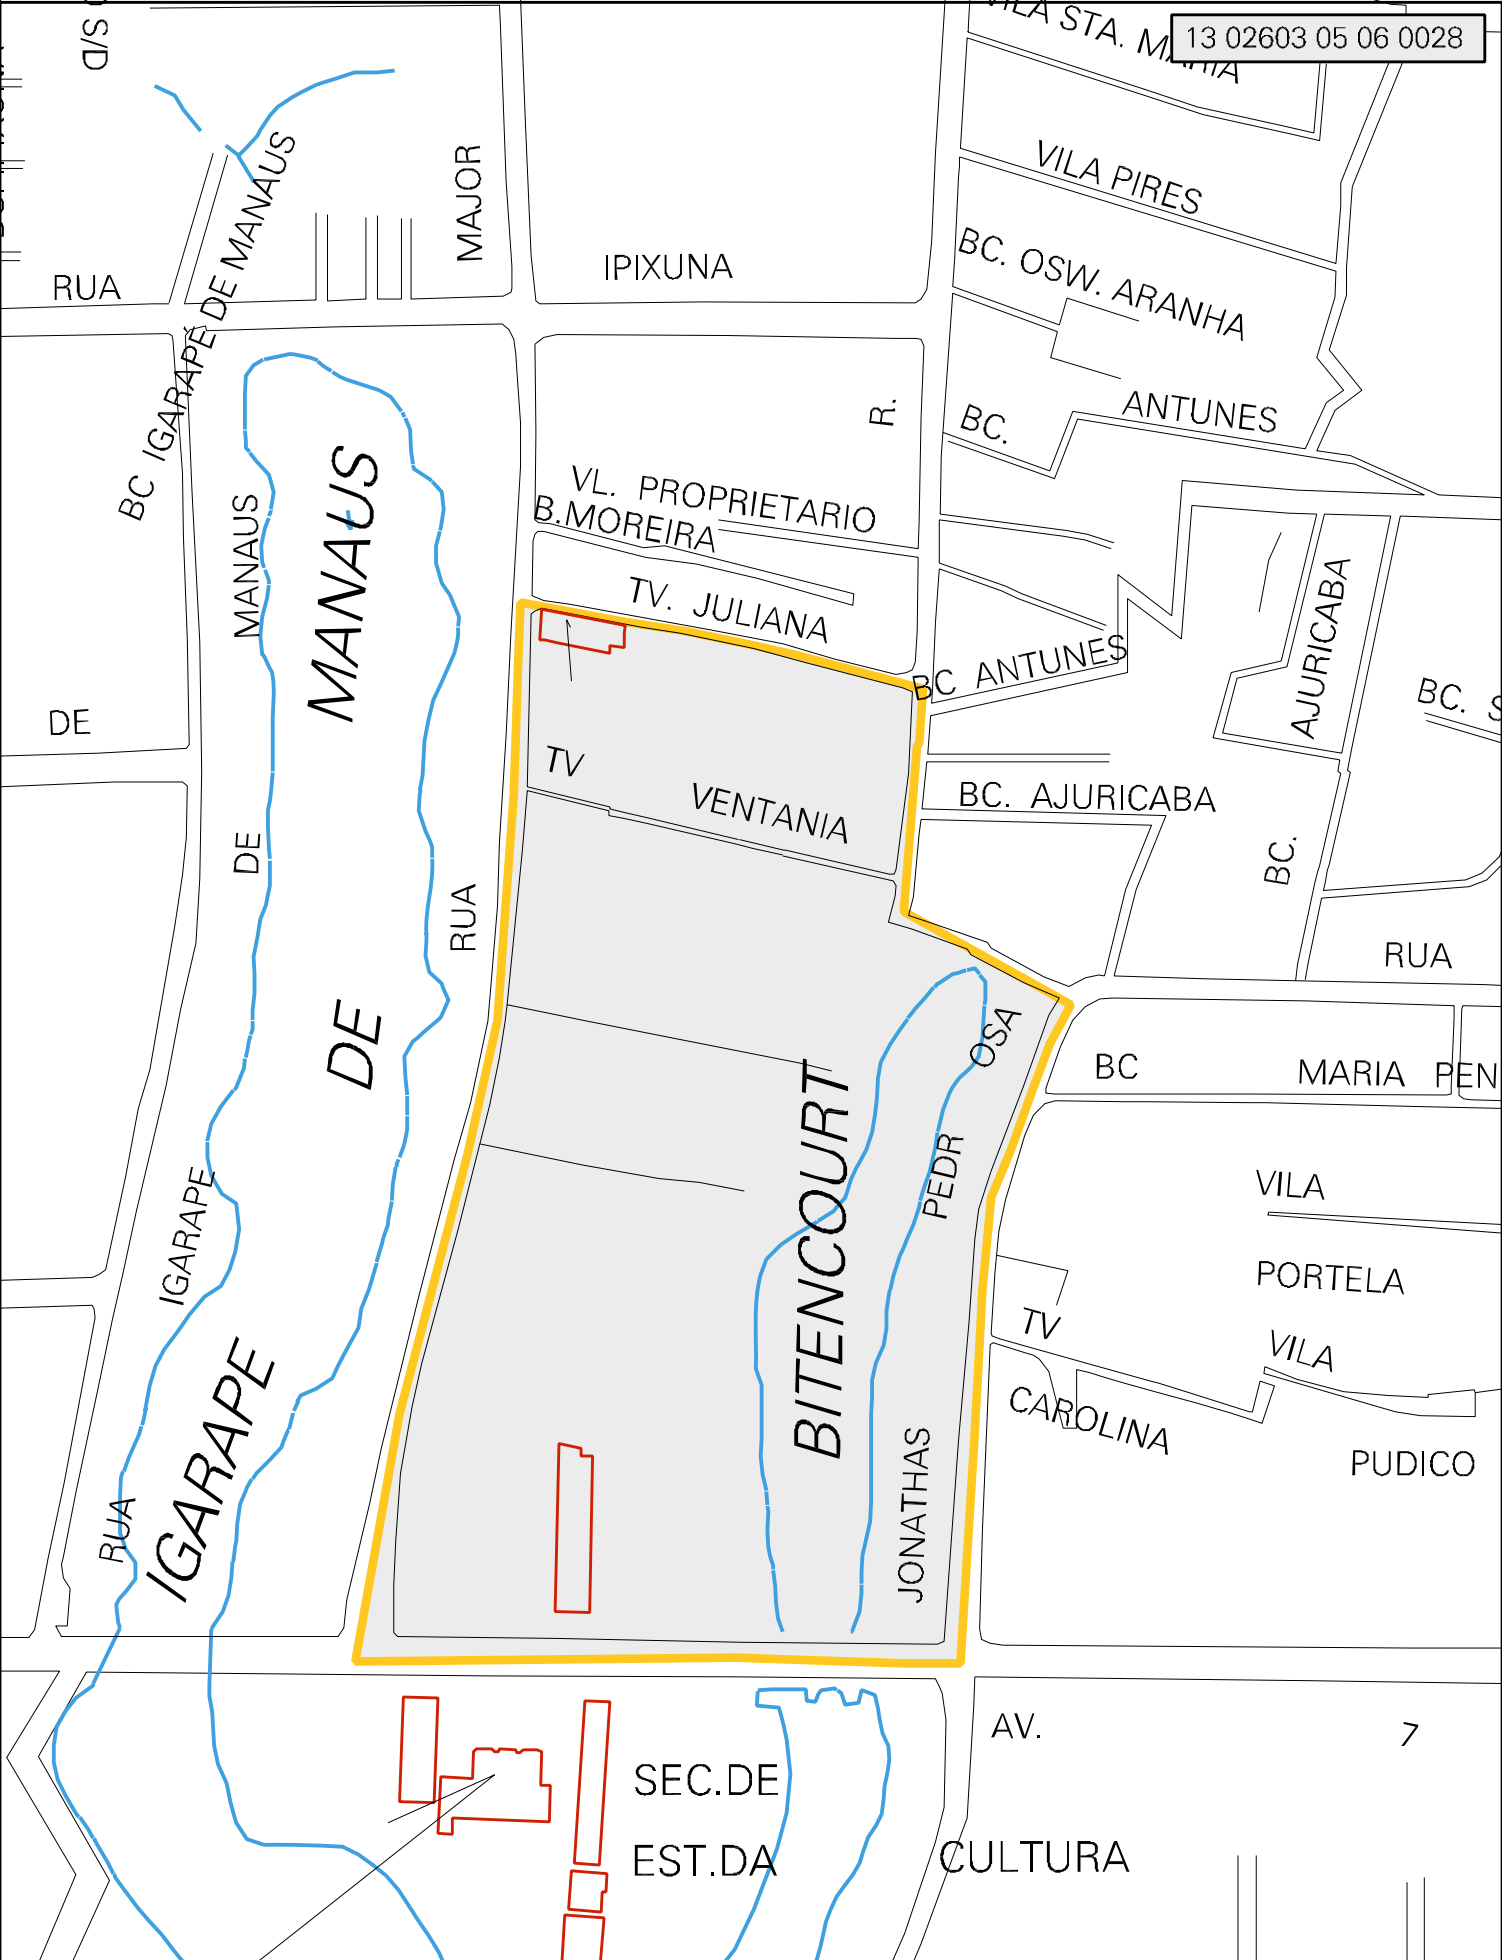 S/D
VILA STA. MARIA
13 02603 05 06 0028
VILA PIRES
BC. OSW. ARANHA
MAJOR
IPIXUNA
RUA
BC IGARAPÉ DE MANAUS
R.
BC.
ANTUNES
VL. PROPRIETARIO
B.MOREIRA
TV. JULIANA
MANAUS
MANAUS
AJURICABA
BC ANTUNES
BC. S
DE
TV
VENTANIA
BC. AJURICABA
DE
BC.
RUA
RUA
DE
OSA
BC
MARIA
PEN
BITENCOURT
PEDR
IGARAPE
VILA
PORTELA
TV
VILA
CAROLINA
IGARAPE
JONATHAS
PUDICO
RUA
AV.
7
SEC.DE
EST.DA
CULTURA